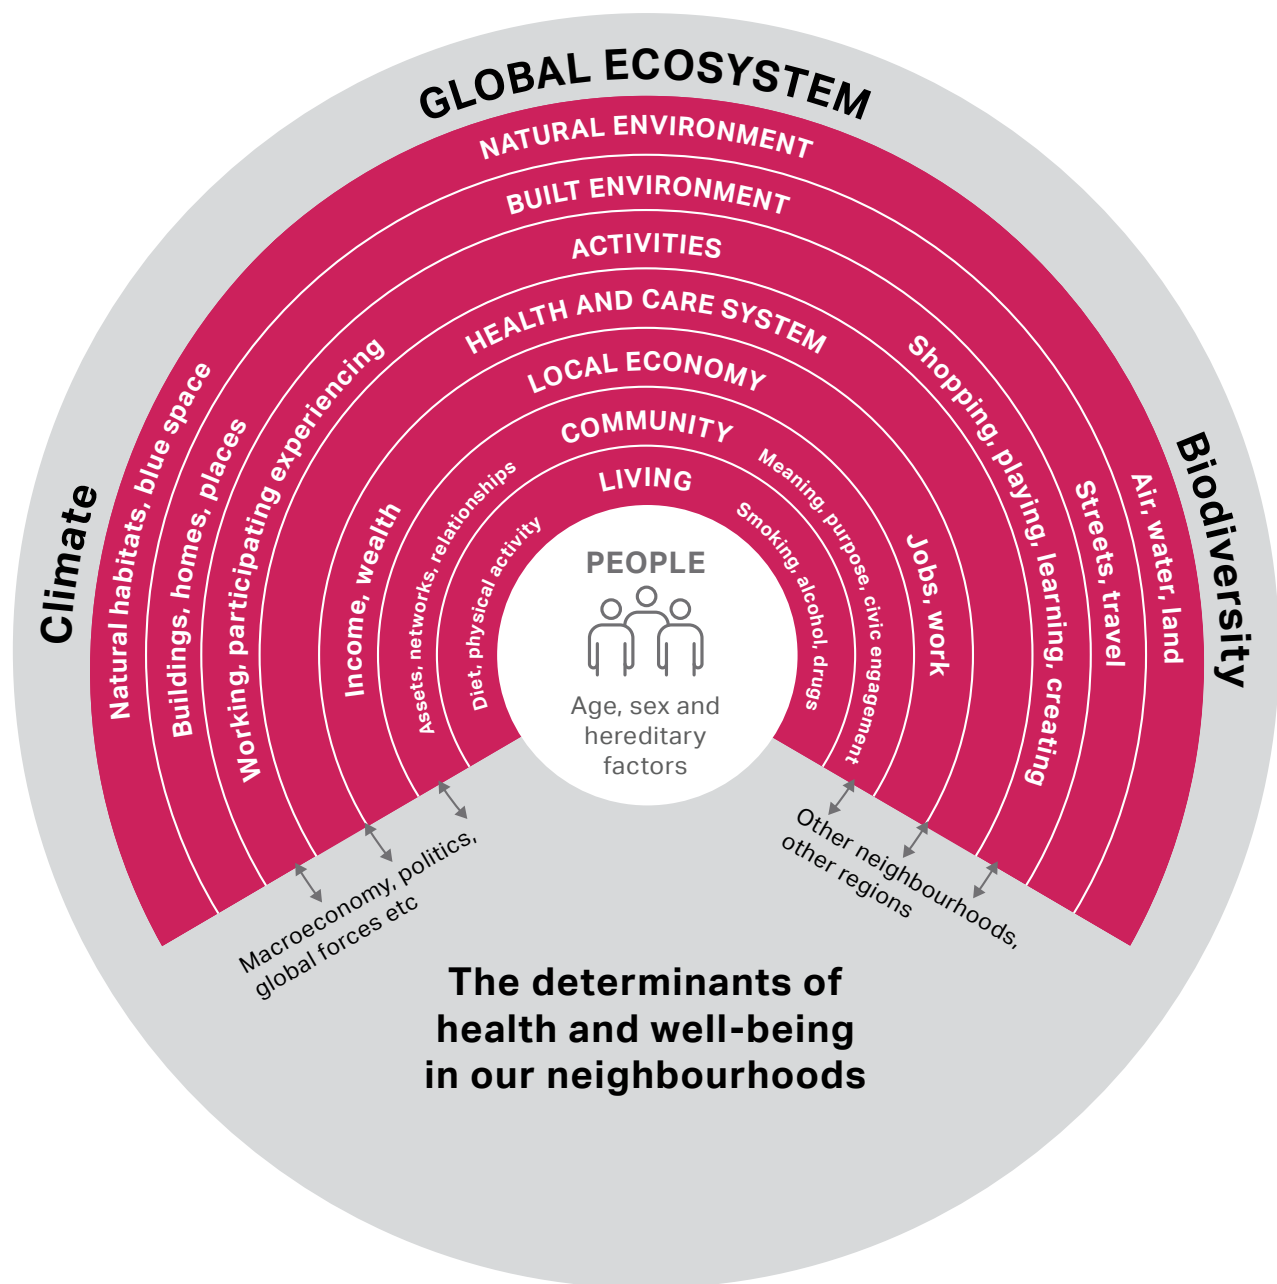 GLOBAL ECOSYSTEM
Climate
Biodiversity
NATURAL ENVIRONMENT
Natural habitats, blue space
Air, water, land
BUILT ENVIRONMENT
Buildings, homes, places
Streets, travel
ACTIVITIES
Working, participating experiencing
Shopping, playing, learning, creating
HEALTH AND CARE SYSTEM
LOCAL ECONOMY
Income, wealth
Jobs, work
COMMUNITY
Assets, networks, relationships
Meaning, purpose, civic engagement
LIVING
Diet, physical activity
Smoking, alcohol, drugs
PEOPLE
Age, sex and
hereditary
factors
Macroeconomy, politics,
global forces etc
Other neighbourhoods,
other regions
The determinants of
health and well-being
in our neighbourhoods